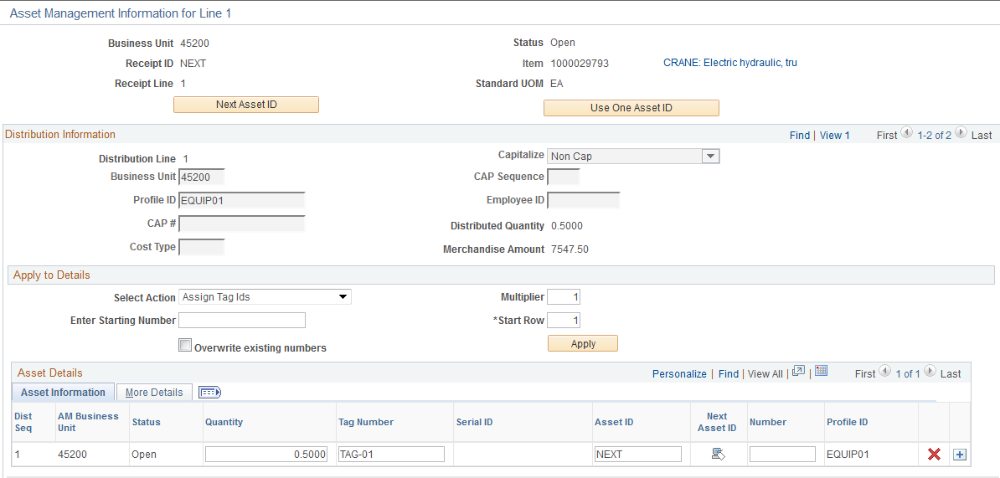 Asset Management Information for Line 1
Business Unit 45200 Status Open
Receipt ID NEXT Item 1000029793 CRANE: Electric hydraulic, tru
Receipt Line 1 Standard UOM EA
Next Asset ID Use One Asset ID
Distribution Information Find | View 1 First 1-2 of 2 Last
Distribution Line 1 Capitalize Non Cap
Business Unit 45200 CAP Sequence
Profile ID EQUIP01 Employee ID
CAP # Distributed Quantity 0.5000
Cost Type Merchandise Amount 7547.50
Apply to Details
Select Action Assign Tag Ids Multiplier 1
Enter Starting Number *Start Row 1
Overwrite existing numbers Apply
Asset Details Personalize | Find | View All | | First 1 of 1 Last
Asset Information More Details
Dist Seq AM Business Unit Status Quantity Tag Number Serial ID Asset ID Next Asset ID Number Profile ID
1 45200 Open 0.5000 TAG-01 NEXT EQUIP01